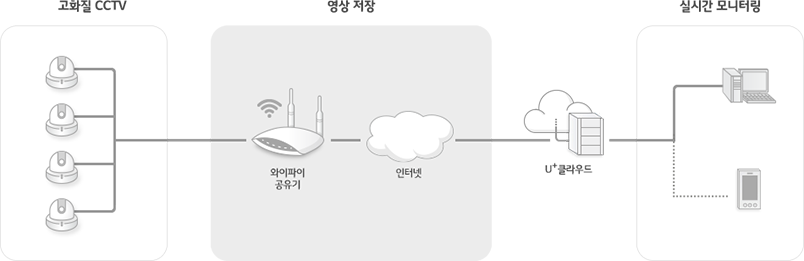 고화질 CCTV
영상 저장
실시간 모니터링
와이파이
공유기
인터넷
U+클라우드